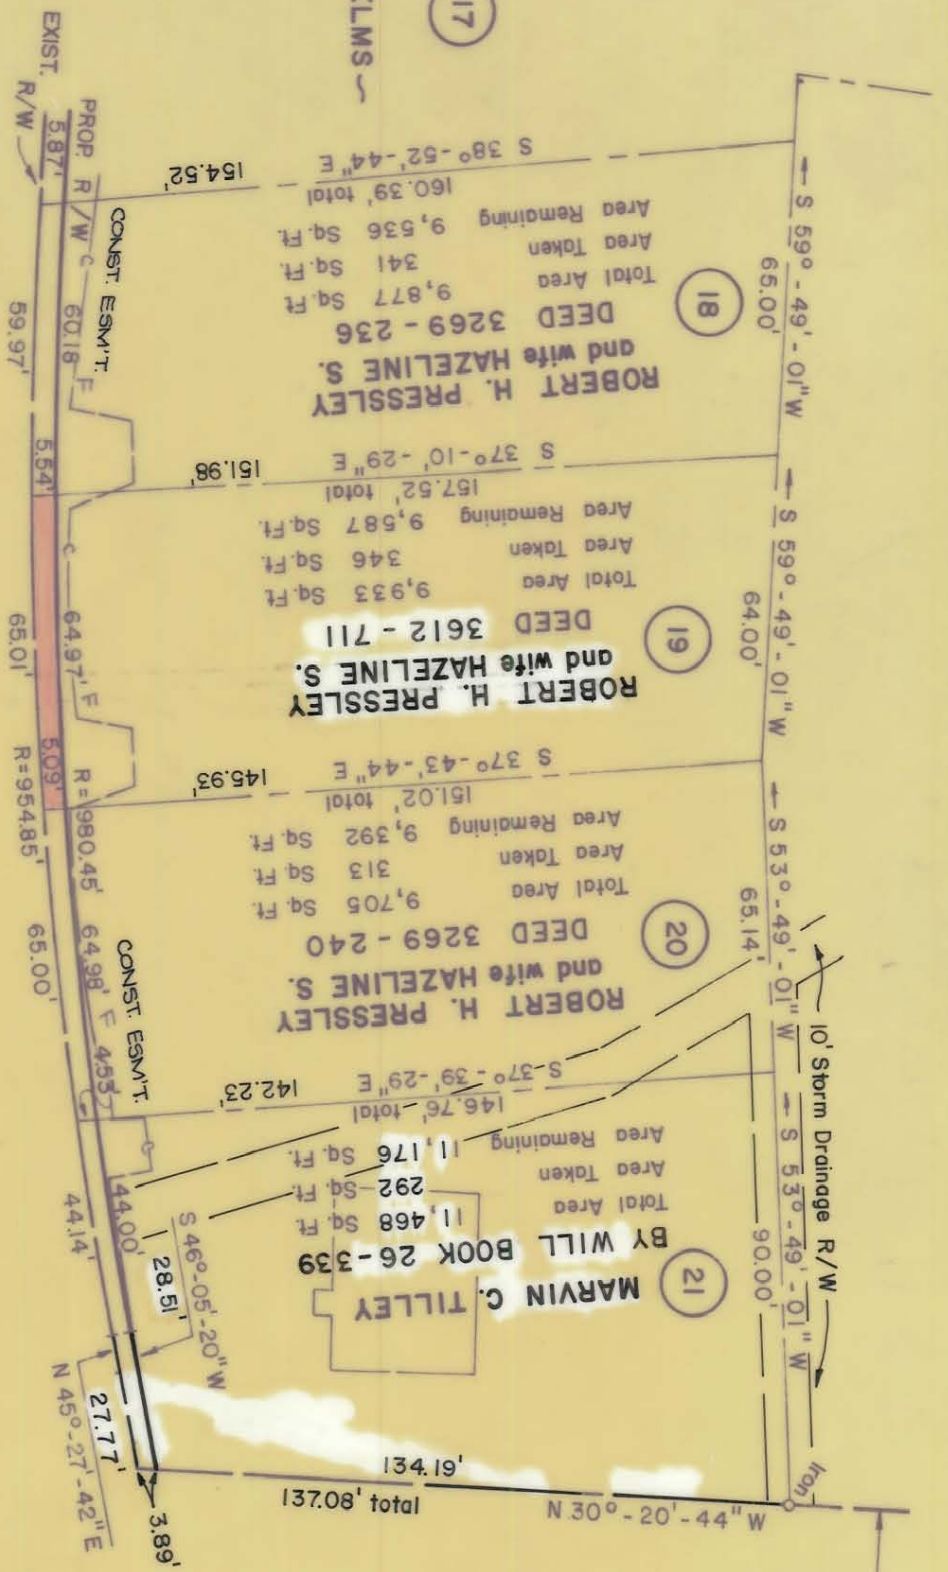 17
ELMS ~
EXIST. R/W
PROP. R/W
5.87'
CONST. ESM'T.
C
60.18'
F
59.97'
154.52'
S 38° -52'-44" E
160.39' total
S 59° - 49' - 01" W
65.00'
18
ROBERT H. PRESSLEY
and wife HAZELINE S.
DEED 3269 - 236
Total Area 9,877 Sq. Ft.
Area Taken 341 Sq. Ft.
Area Remaining 9,536 Sq. Ft.
5.54'
151.98'
S 37° -10' -29" E
157.52' total
S 59° - 49' - 01" W
64.00'
19
ROBERT H. PRESSLEY
and wife HAZELINE S.
DEED 3612 - 711
Total Area 9,933 Sq. Ft.
Area Taken 346 Sq. Ft.
Area Remaining 9,587 Sq. Ft.
C
64.97'
F
65.01'
5.09'
R=980.45'
R=954.85'
145.93'
S 37° -43'-44" E
151.02' total
S 53° - 49' - 01" W
65.14'
20
ROBERT H. PRESSLEY
and wife HAZELINE S.
DEED 3269 - 240
Total Area 9,705 Sq. Ft.
Area Taken 313 Sq. Ft.
Area Remaining 9,392 Sq. Ft.
64.98'
F
4.53'
65.00'
CONST. ESM'T.
C
142.23'
S 37° - 39' -29" E
146.76' total
10' Storm Drainage R/W
S 53° - 49' - 01" W
90.00'
21
MARVIN C. TILLEY
BY WILL BOOK 26-339
Total Area 11,468 Sq. Ft.
Area Taken 292 Sq. Ft.
Area Remaining 11,176 Sq. Ft.
44.00'
44.14'
S 46° -05'-20" W
28.51'
27.77'
N 45° -27'-42" E
3.89'
134.19'
137.08' total
N 30° - 20' - 44" W
Iron